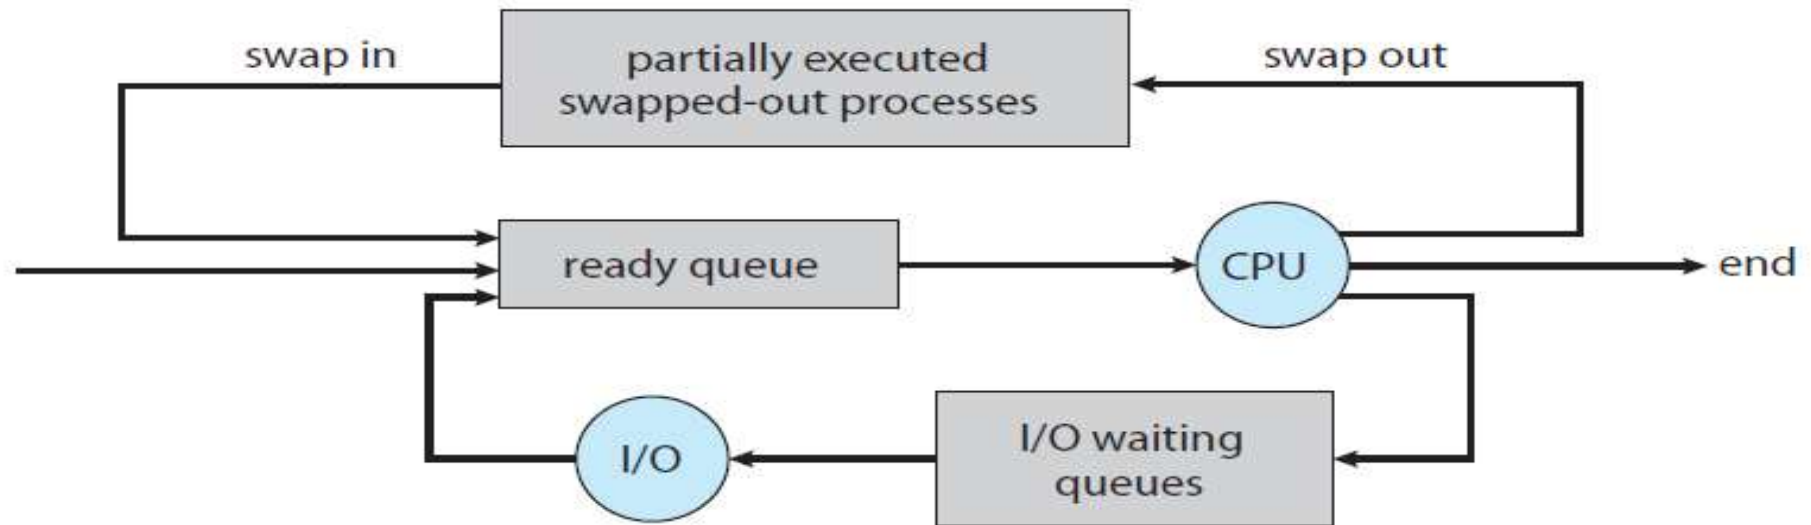 swap in
partially executed
swapped-out processes
swap out
ready queue
CPU
end
I/O
I/O waiting
queues